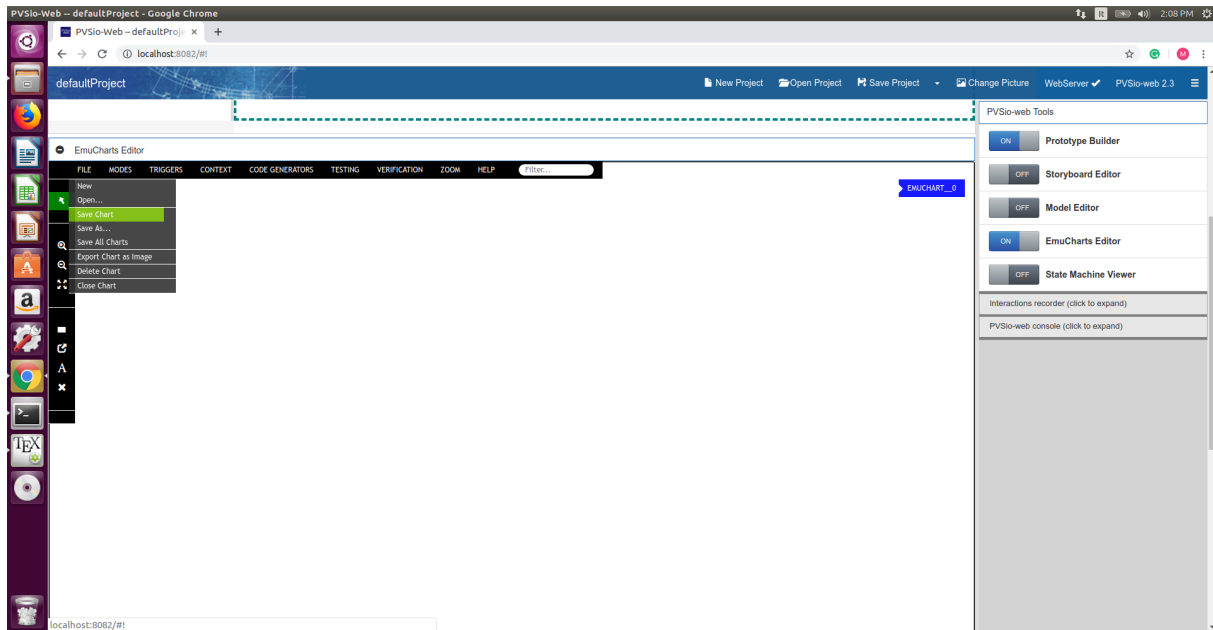 PVSio-Web -- defaultProject - Google Chrome
It
2:08 PM
PVSio-Web -- defaultProje
localhost:8082/#!
M
defaultProject
New Project
Open Project
Save Project
Change Picture
WebServer
PVSio-web 2.3
PVSio-web Tools
ON Prototype Builder
OFF Storyboard Editor
OFF Model Editor
ON EmuCharts Editor
OFF State Machine Viewer
Interactions recorder (click to expand)
PVSio-web console (click to expand)
EmuCharts Editor
FILE MODES TRIGGERS CONTEXT CODE GENERATORS TESTING VERIFICATION ZOOM HELP Filter...
EMUCHART__0
New
Open...
Save Chart
Save As...
Save All Charts
Export Chart as Image
Delete Chart
Close Chart
A
a
TEX
localhost:8082/#!